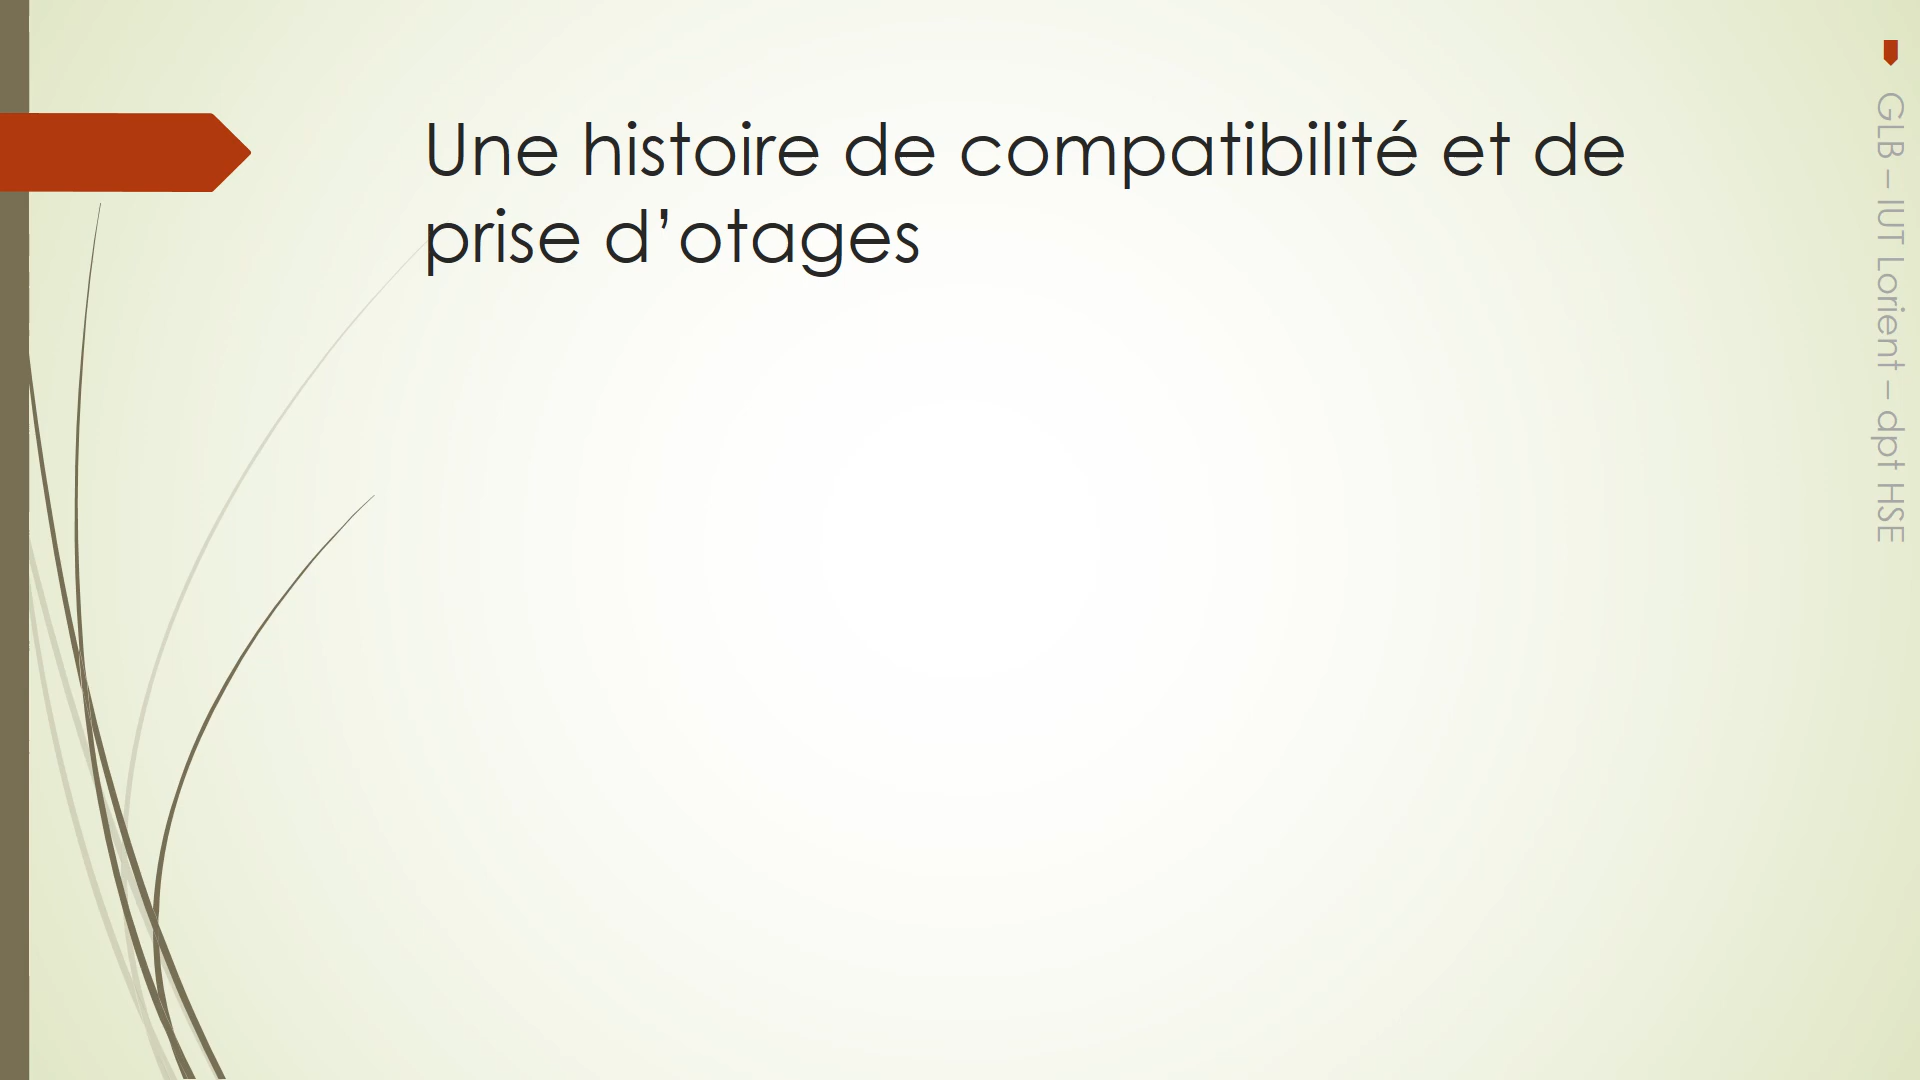 Une histoire de compatibilité et de
prise d’otages
GLB – IUT Lorient – dpt HSE